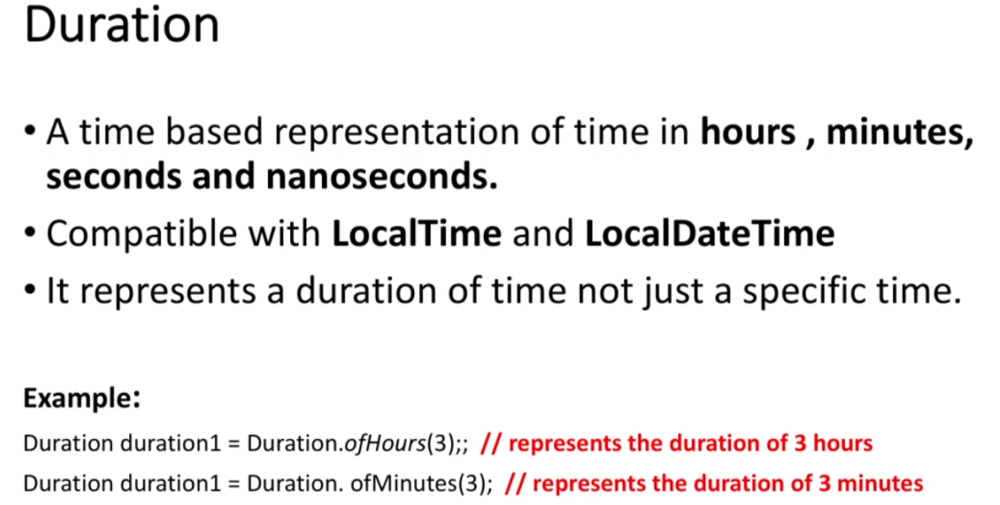 Duration
• A time based representation of time in hours , minutes,
seconds and nanoseconds.
• Compatible with LocalTime and LocalDateTime
• It represents a duration of time not just a specific time.
Example:
Duration duration1 = Duration.ofHours(3);; // represents the duration of 3 hours
Duration duration1 = Duration. ofMinutes(3); // represents the duration of 3 minutes